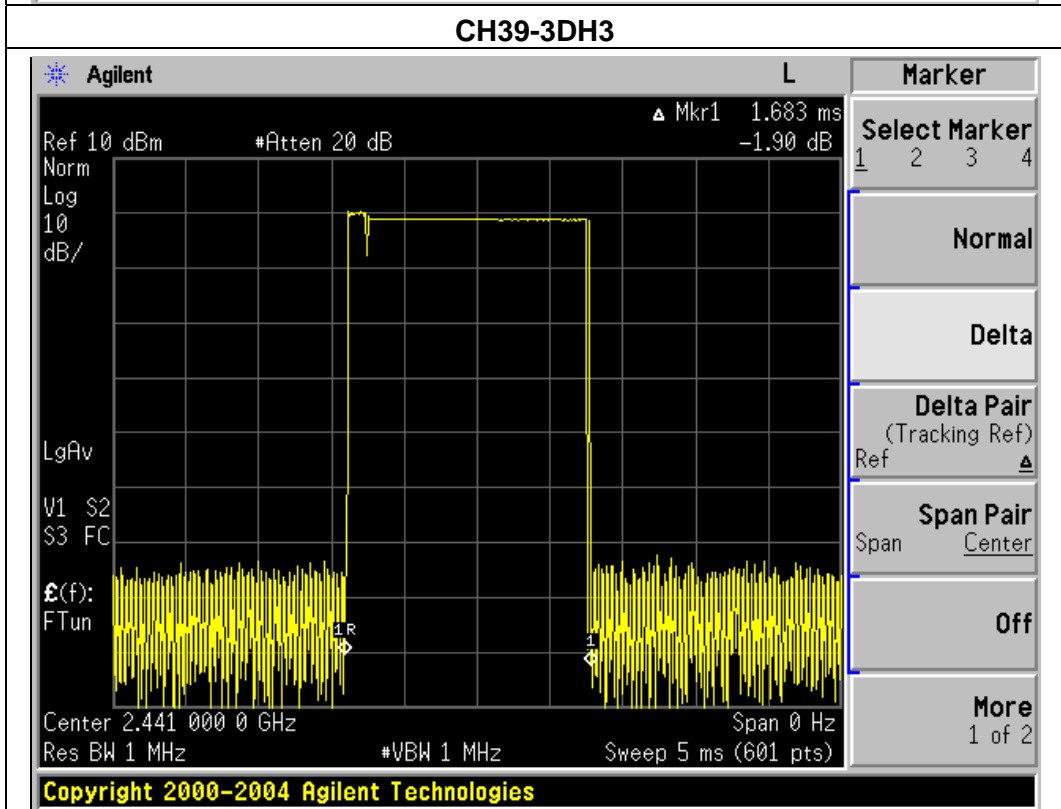 CH39-3DH3
Agilent
L
Marker
Δ Mkr1 1.683 ms
Ref 10 dBm #Atten 20 dB -1.90 dB
Norm
Log
10
dB/
LgAv
V1 S2
S3 FC
£(f):
FTun
1R
1
Center 2.441 000 0 GHz Span 0 Hz
Res BW 1 MHz #VBW 1 MHz Sweep 5 ms (601 pts)
Copyright 2000-2004 Agilent Technologies
Select Marker
1 2 3 4
Normal
Delta
Delta Pair
(Tracking Ref)
Ref Δ
Span Pair
Span Center
Off
More
1 of 2